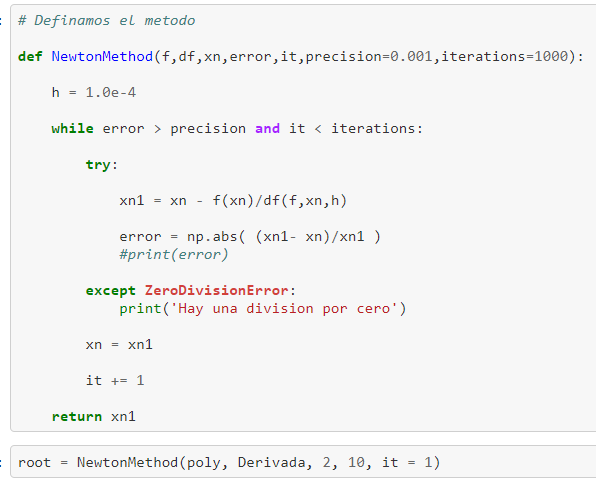 # Definamos el metodo
def NewtonMethod(f,df,xn,error,it,precision=0.001,iterations=1000):
h = 1.0e-4
while error > precision and it < iterations:
try:
xn1 = xn - f(xn)/df(f,xn,h)
error = np.abs( (xn1- xn)/xn1 )
#print(error)
except ZeroDivisionError:
print('Hay una division por cero')
xn = xn1
it += 1
return xn1
root = NewtonMethod(poly, Derivada, 2, 10, it = 1)